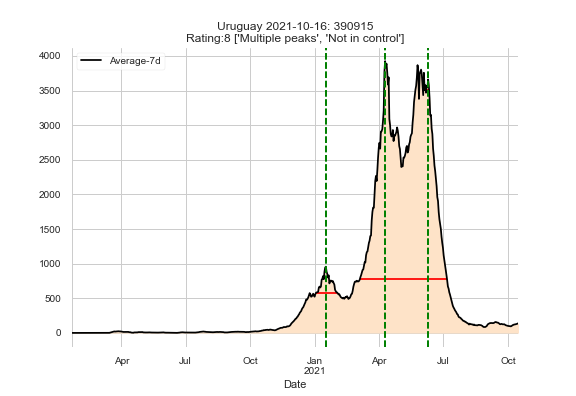 Uruguay 2021-10-16: 390915
Rating:8 ['Multiple peaks', 'Not in control']
Average-7d
4000
3500
3000
2500
2000
1500
1000
500
0
Apr
Jul
Oct
Jan
2021
Apr
Jul
Oct
Date